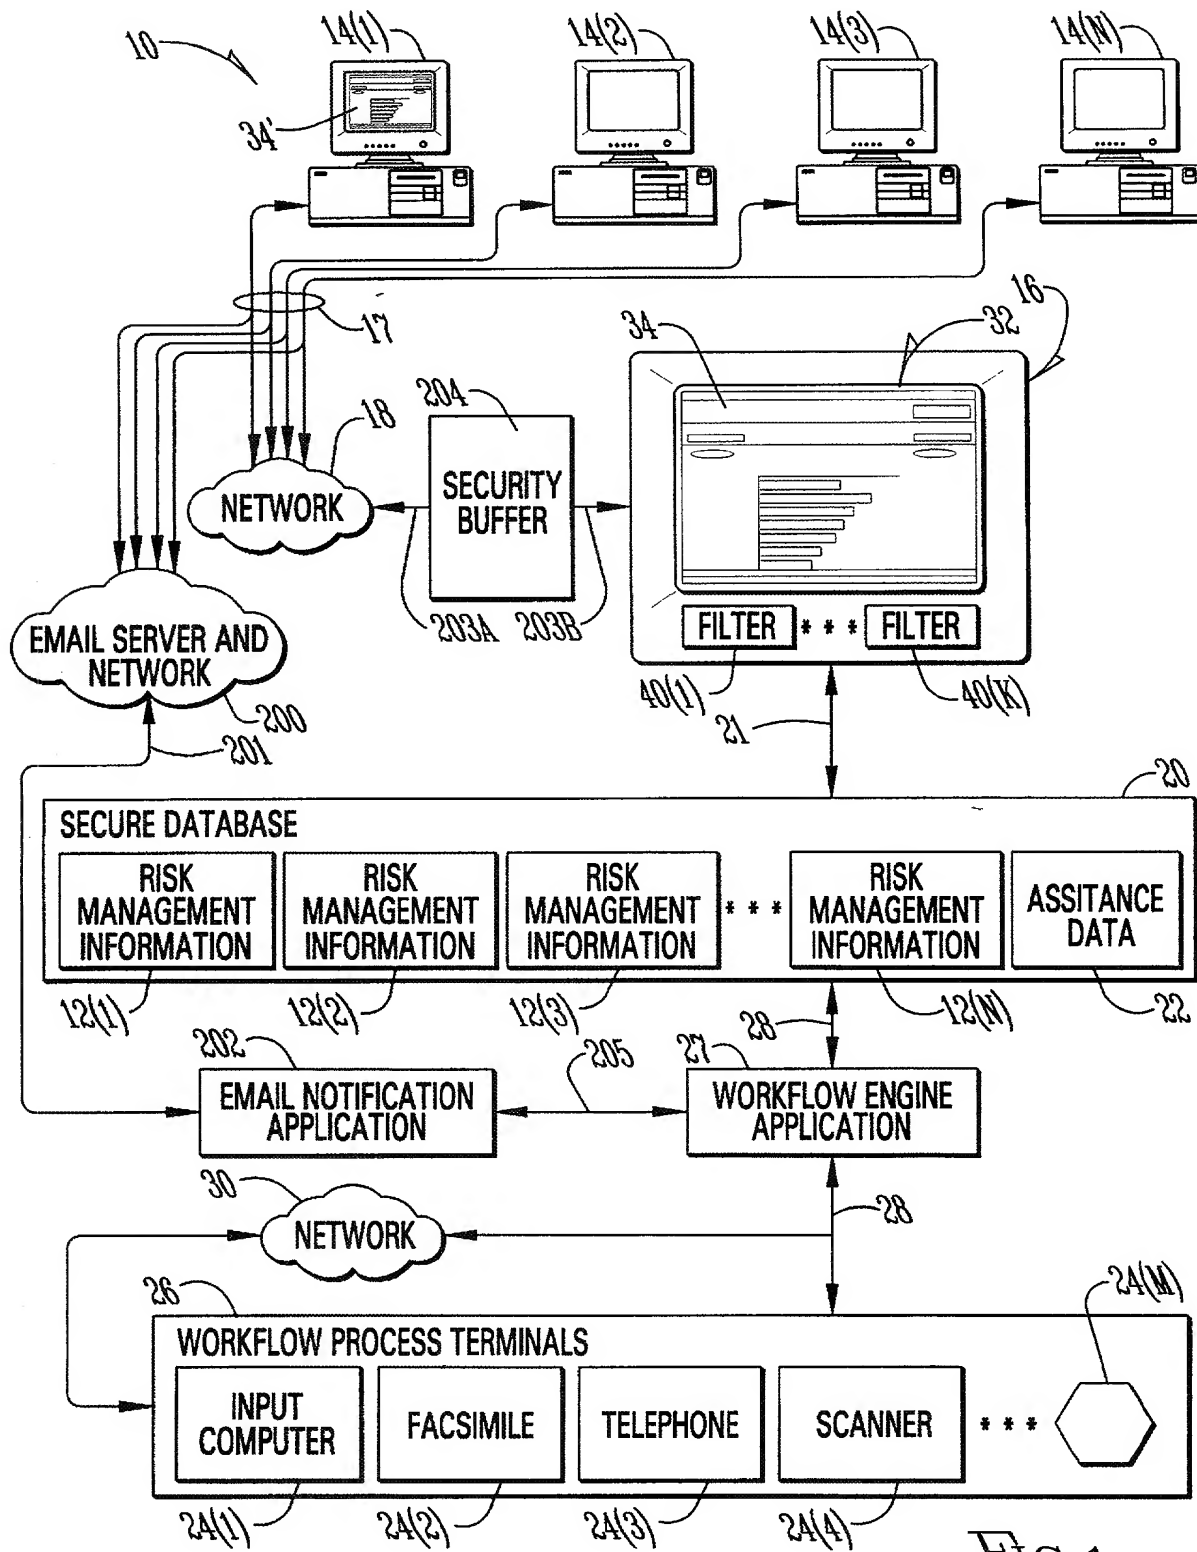 10
14(1)
14(2)
14(3)
14(N)
34'
17
18
204
34
32
16
NETWORK
SECURITY
BUFFER
203A
203B
FILTER * * * FILTER
EMAIL SERVER AND
NETWORK
40(1)
40(K)
200
201
21
20
SECURE DATABASE
RISK
MANAGEMENT
INFORMATION
RISK
MANAGEMENT
INFORMATION
RISK
MANAGEMENT
INFORMATION
* * *
RISK
MANAGEMENT
INFORMATION
ASSITANCE
DATA
12(1)
12(2)
12(3)
12(N)
22
202
205
27
28
EMAIL NOTIFICATION
APPLICATION
WORKFLOW ENGINE
APPLICATION
30
NETWORK
28
26
24(M)
WORKFLOW PROCESS TERMINALS
INPUT
COMPUTER
FACSIMILE
TELEPHONE
SCANNER
* * *
24(1)
24(2)
24(3)
24(4)